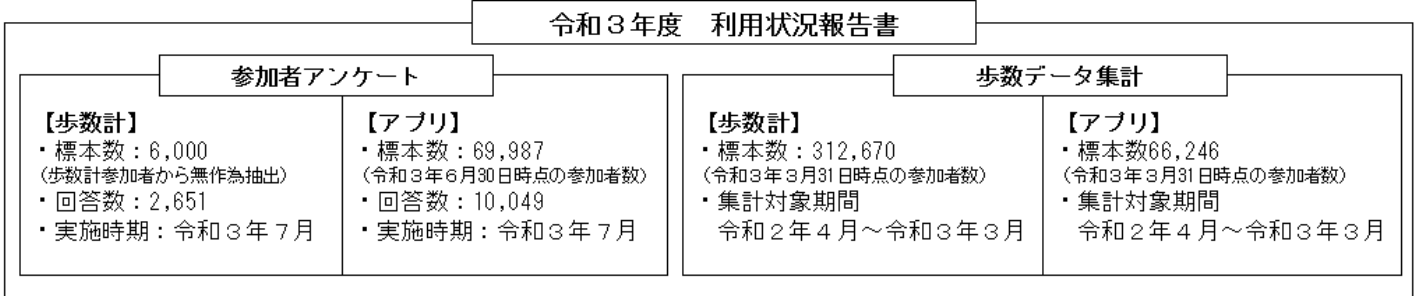 令和３年度　利用状況報告書
参加者アンケート
【歩数計】
・標本数：6,000
（歩数計参加者から無作為抽出）
・回答数：2,651
・実施時期：令和３年７月
【アプリ】
・標本数：69,987
（令和３年６月30日時点の参加者数）
・回答数：10,049
・実施時期：令和３年７月
歩数データ集計
【歩数計】
・標本数：312,670
（令和３年３月31日時点の参加者数）
・集計対象期間
令和２年４月～令和３年３月
【アプリ】
・標本数66,246
（令和３年３月31日時点の参加者数）
・集計対象期間
令和２年４月～令和３年３月